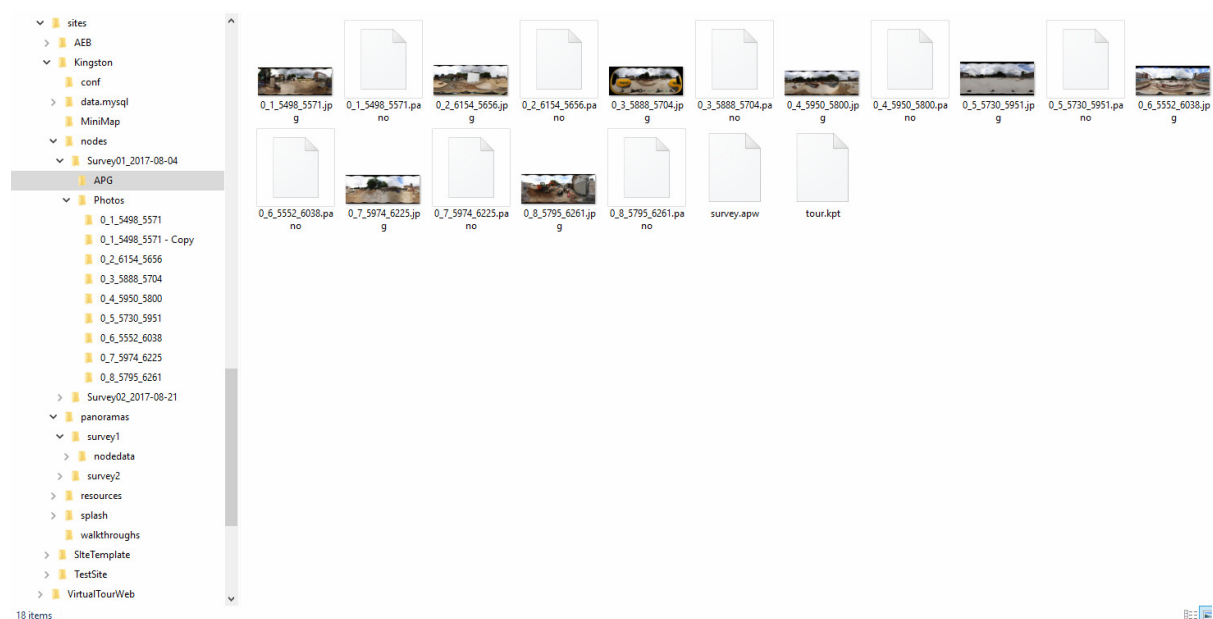 sites
AEB
Kingston
conf
data.mysql
MiniMap
nodes
Survey01_2017-08-04
APG
Photos
0_1_5498_5571
0_1_5498_5571 - Copy
0_2_6154_5656
0_3_5888_5704
0_4_5950_5800
0_5_5730_5951
0_6_5552_6038
0_7_5974_6225
0_8_5795_6261
Survey02_2017-08-21
panoramas
survey1
nodedata
survey2
resources
splash
walkthroughs
SIteTemplate
TestSite
VirtualTourWeb
18 items
0_1_5498_5571.jp
g
0_1_5498_5571.pa
no
0_2_6154_5656.jp
g
0_2_6154_5656.pa
no
0_3_5888_5704.jp
g
0_3_5888_5704.pa
no
0_4_5950_5800.jp
g
0_4_5950_5800.pa
no
0_5_5730_5951.jp
g
0_5_5730_5951.pa
no
0_6_5552_6038.jp
g
0_6_5552_6038.pa
no
0_7_5974_6225.jp
g
0_7_5974_6225.pa
no
0_8_5795_6261.jp
g
0_8_5795_6261.pa
no
survey.apw
tour.kpt